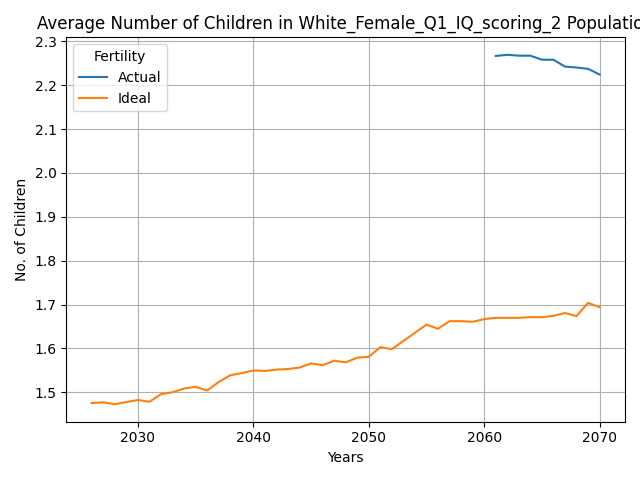 Average Number of Children in White_Female_Q1_IQ_scoring_2 Populatio
2.3
2.2
2.1
2.0
1.9
1.8
1.7
1.6
1.5
No. of Children
Fertility
Actual
Ideal
2030 2040 2050 2060 2070
Years